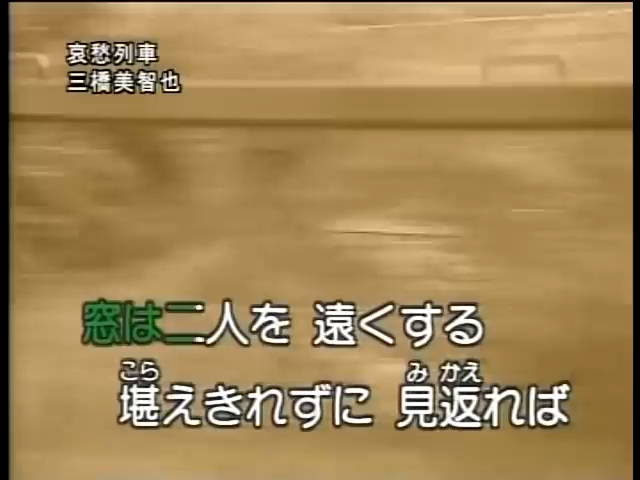 哀愁列車
三橋美智也
窓は二人を 遠くする
こら み かえ
堪えきれずに 見返れば